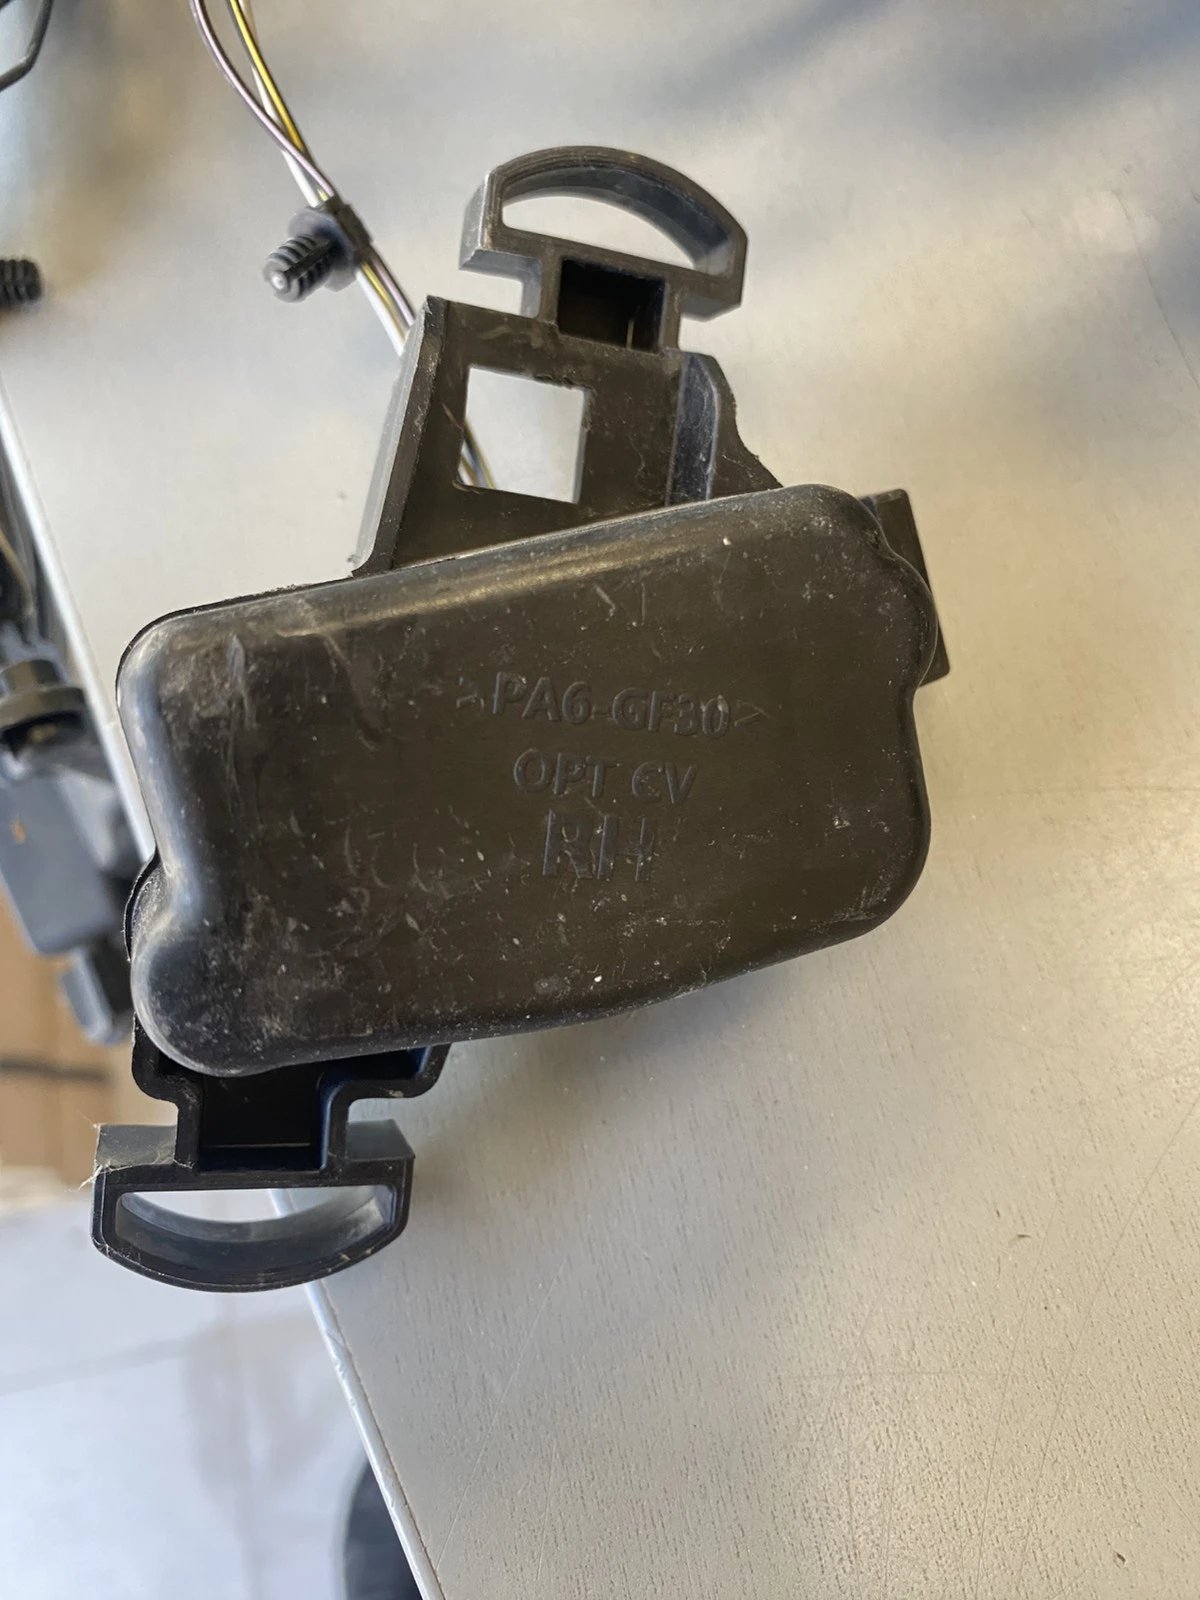 >PA6-GF30<
OPT CV
RH